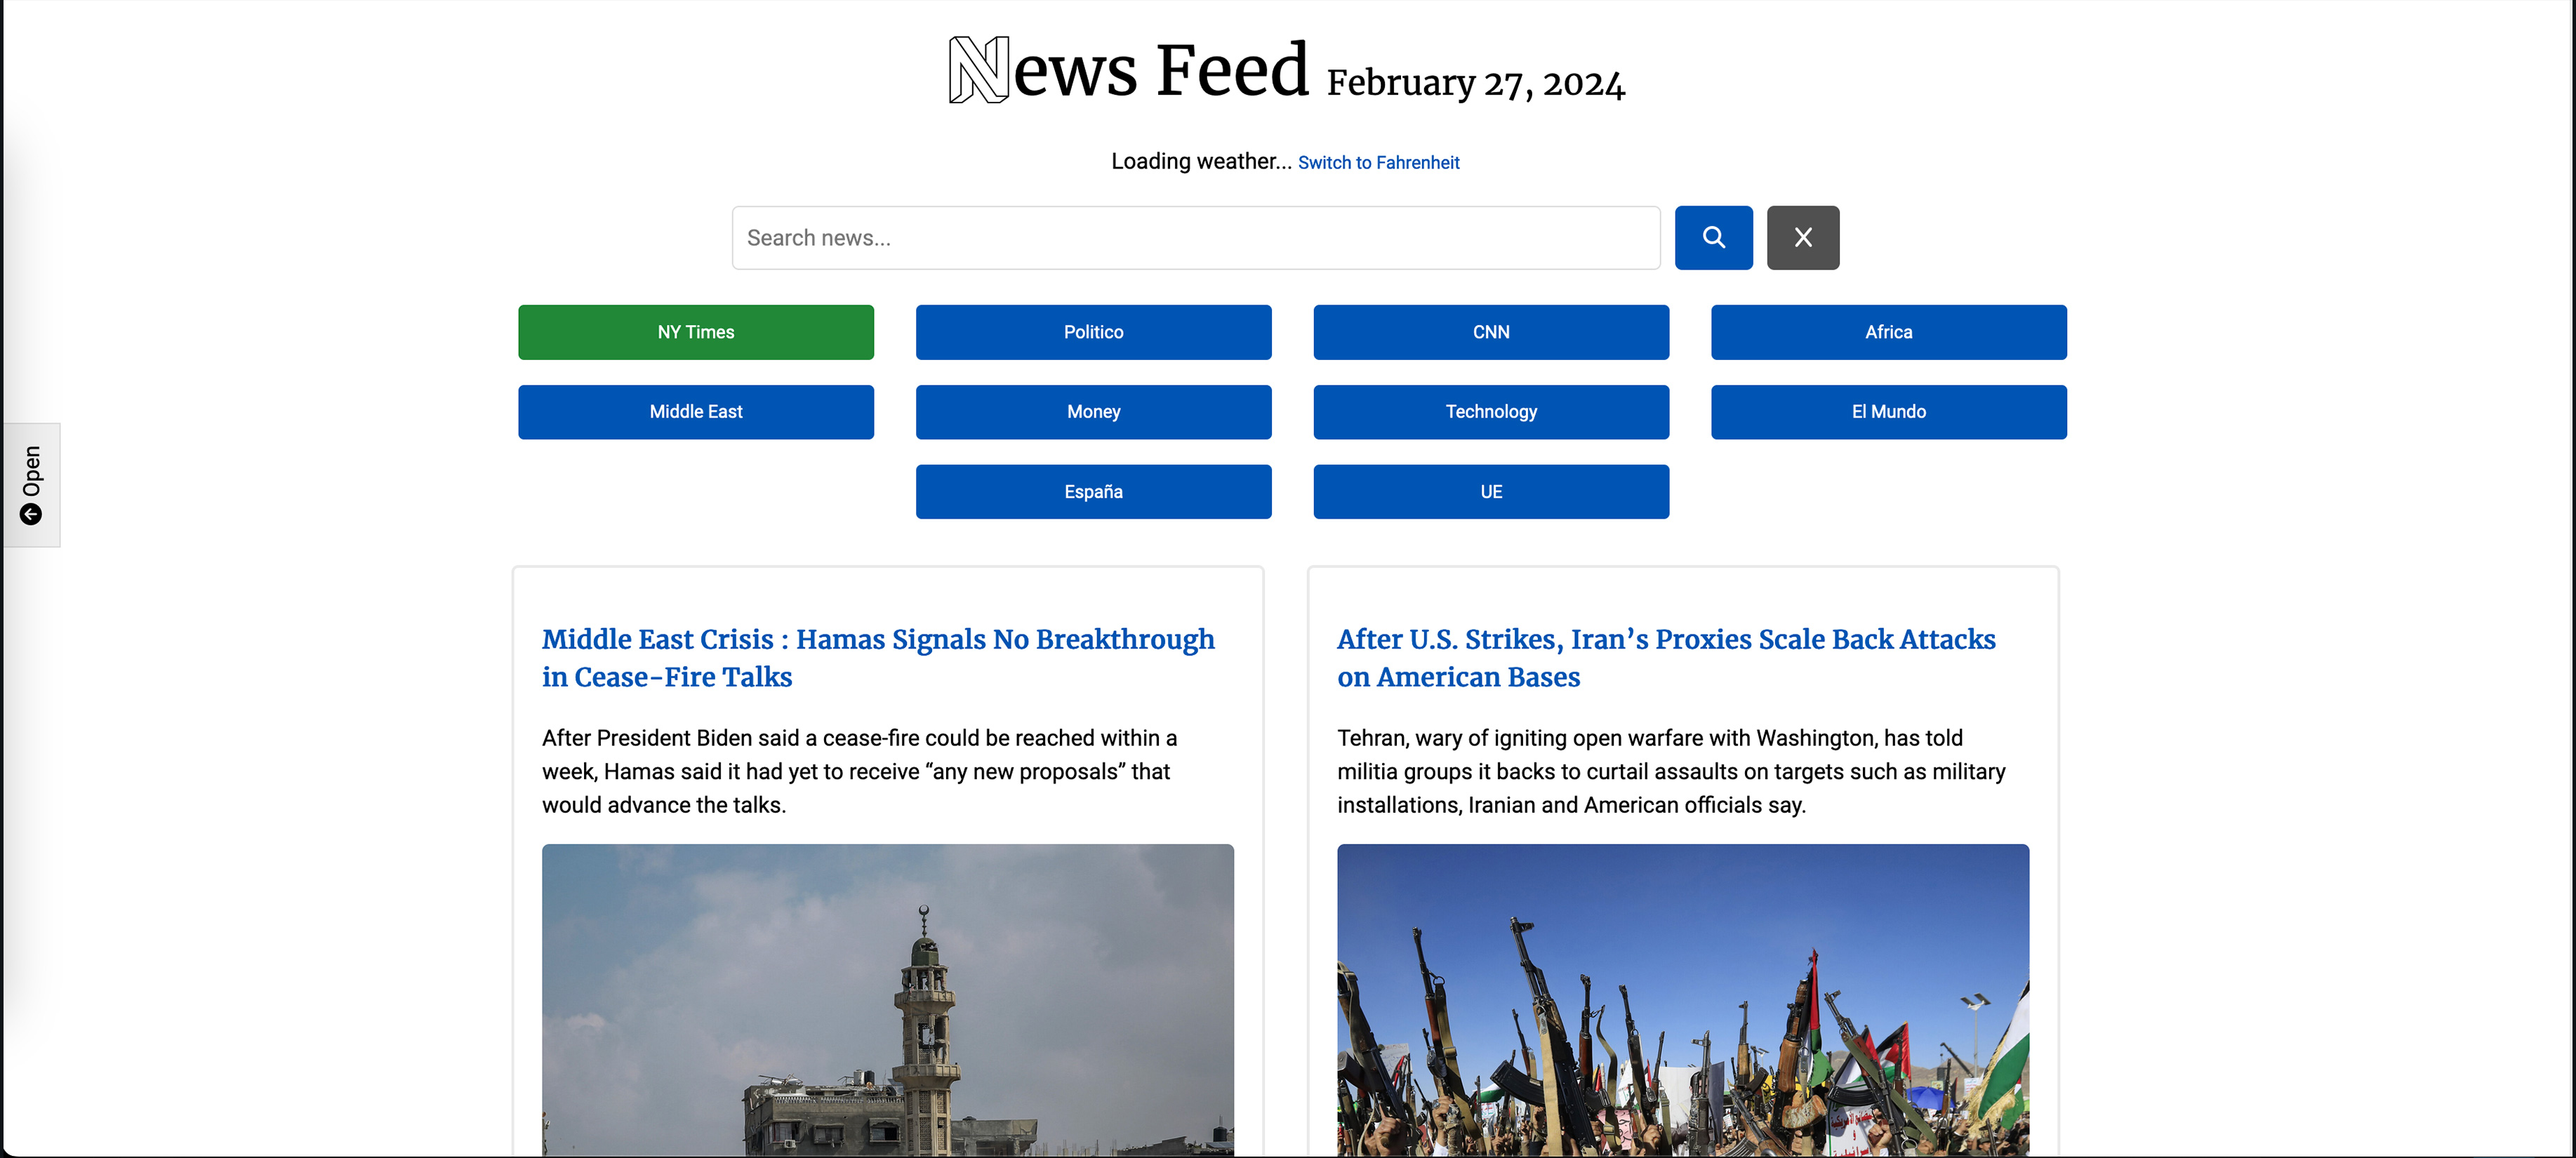 News Feed February 27, 2024
Loading weather... Switch to Fahrenheit
Search news...
X
NY Times
Politico
CNN
Africa
Middle East
Money
Technology
El Mundo
España
UE
Open
Middle East Crisis : Hamas Signals No Breakthrough
in Cease-Fire Talks
After President Biden said a cease-fire could be reached within a
week, Hamas said it had yet to receive “any new proposals” that
would advance the talks.
After U.S. Strikes, Iran’s Proxies Scale Back Attacks
on American Bases
Tehran, wary of igniting open warfare with Washington, has told
militia groups it backs to curtail assaults on targets such as military
installations, Iranian and American officials say.